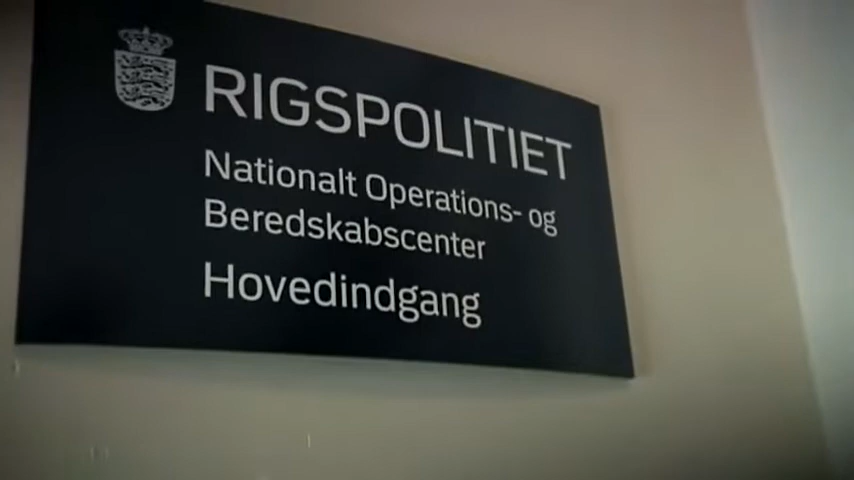 RIGSPOLITIET
Nationalt Operations- og
Beredskabscenter
Hovedindgang